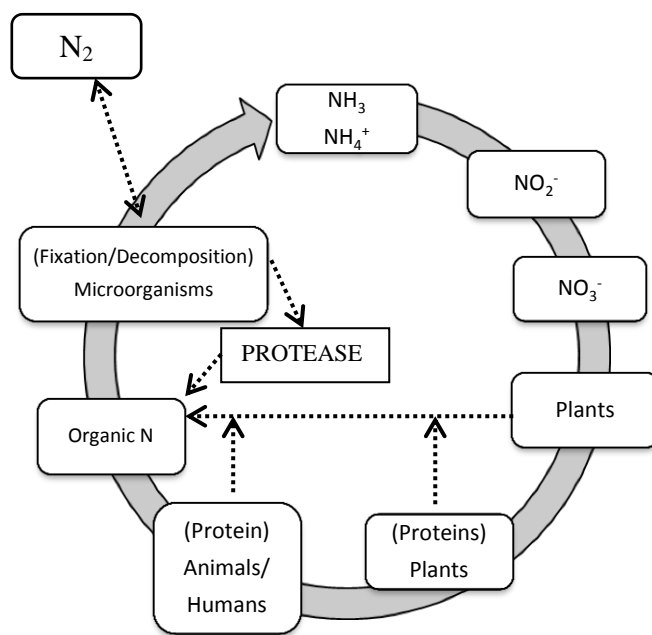 N₂
NH₃
NH₄⁺
NO₂⁻
NO₃⁻
(Fixation/Decomposition)
Microorganisms
PROTEASE
Plants
Organic N
(Protein)
Animals/
Humans
(Proteins)
Plants